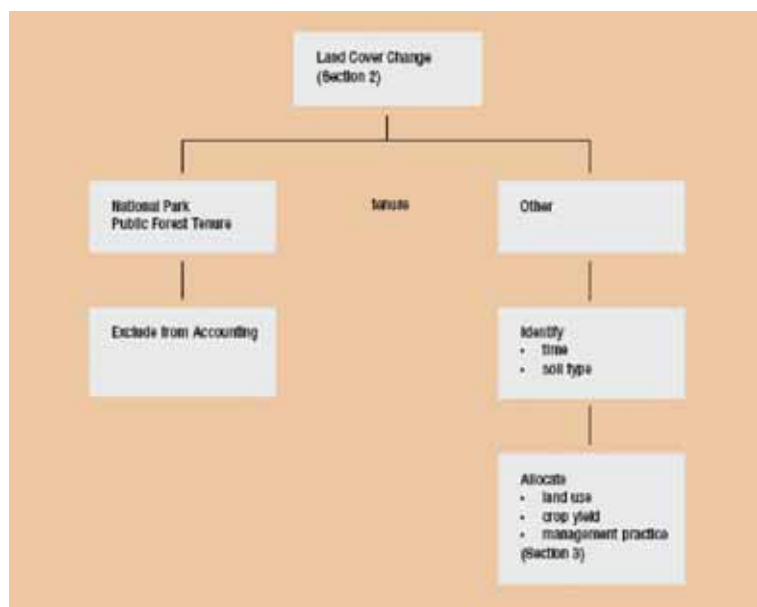 Land Cover Change
(Section 2)
National Park
Public Forest Tenure
tenure
Other
Exclude from Accounting
Identify
• time
• soil type
Allocate
• land use
• crop yield
• management practice
(Section 3)